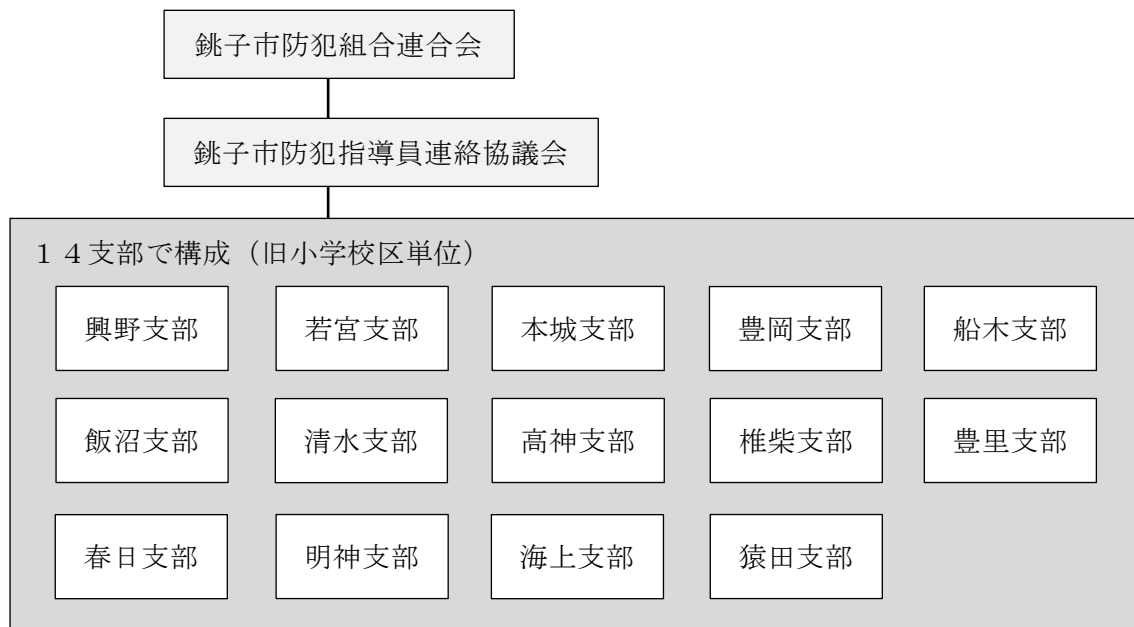 銚子市防犯組合連合会
銚子市防犯指導員連絡協議会
１４支部で構成（旧小学校区単位）
興野支部
若宮支部
本城支部
豊岡支部
船木支部
飯沼支部
清水支部
高神支部
椎柴支部
豊里支部
春日支部
明神支部
海上支部
猿田支部